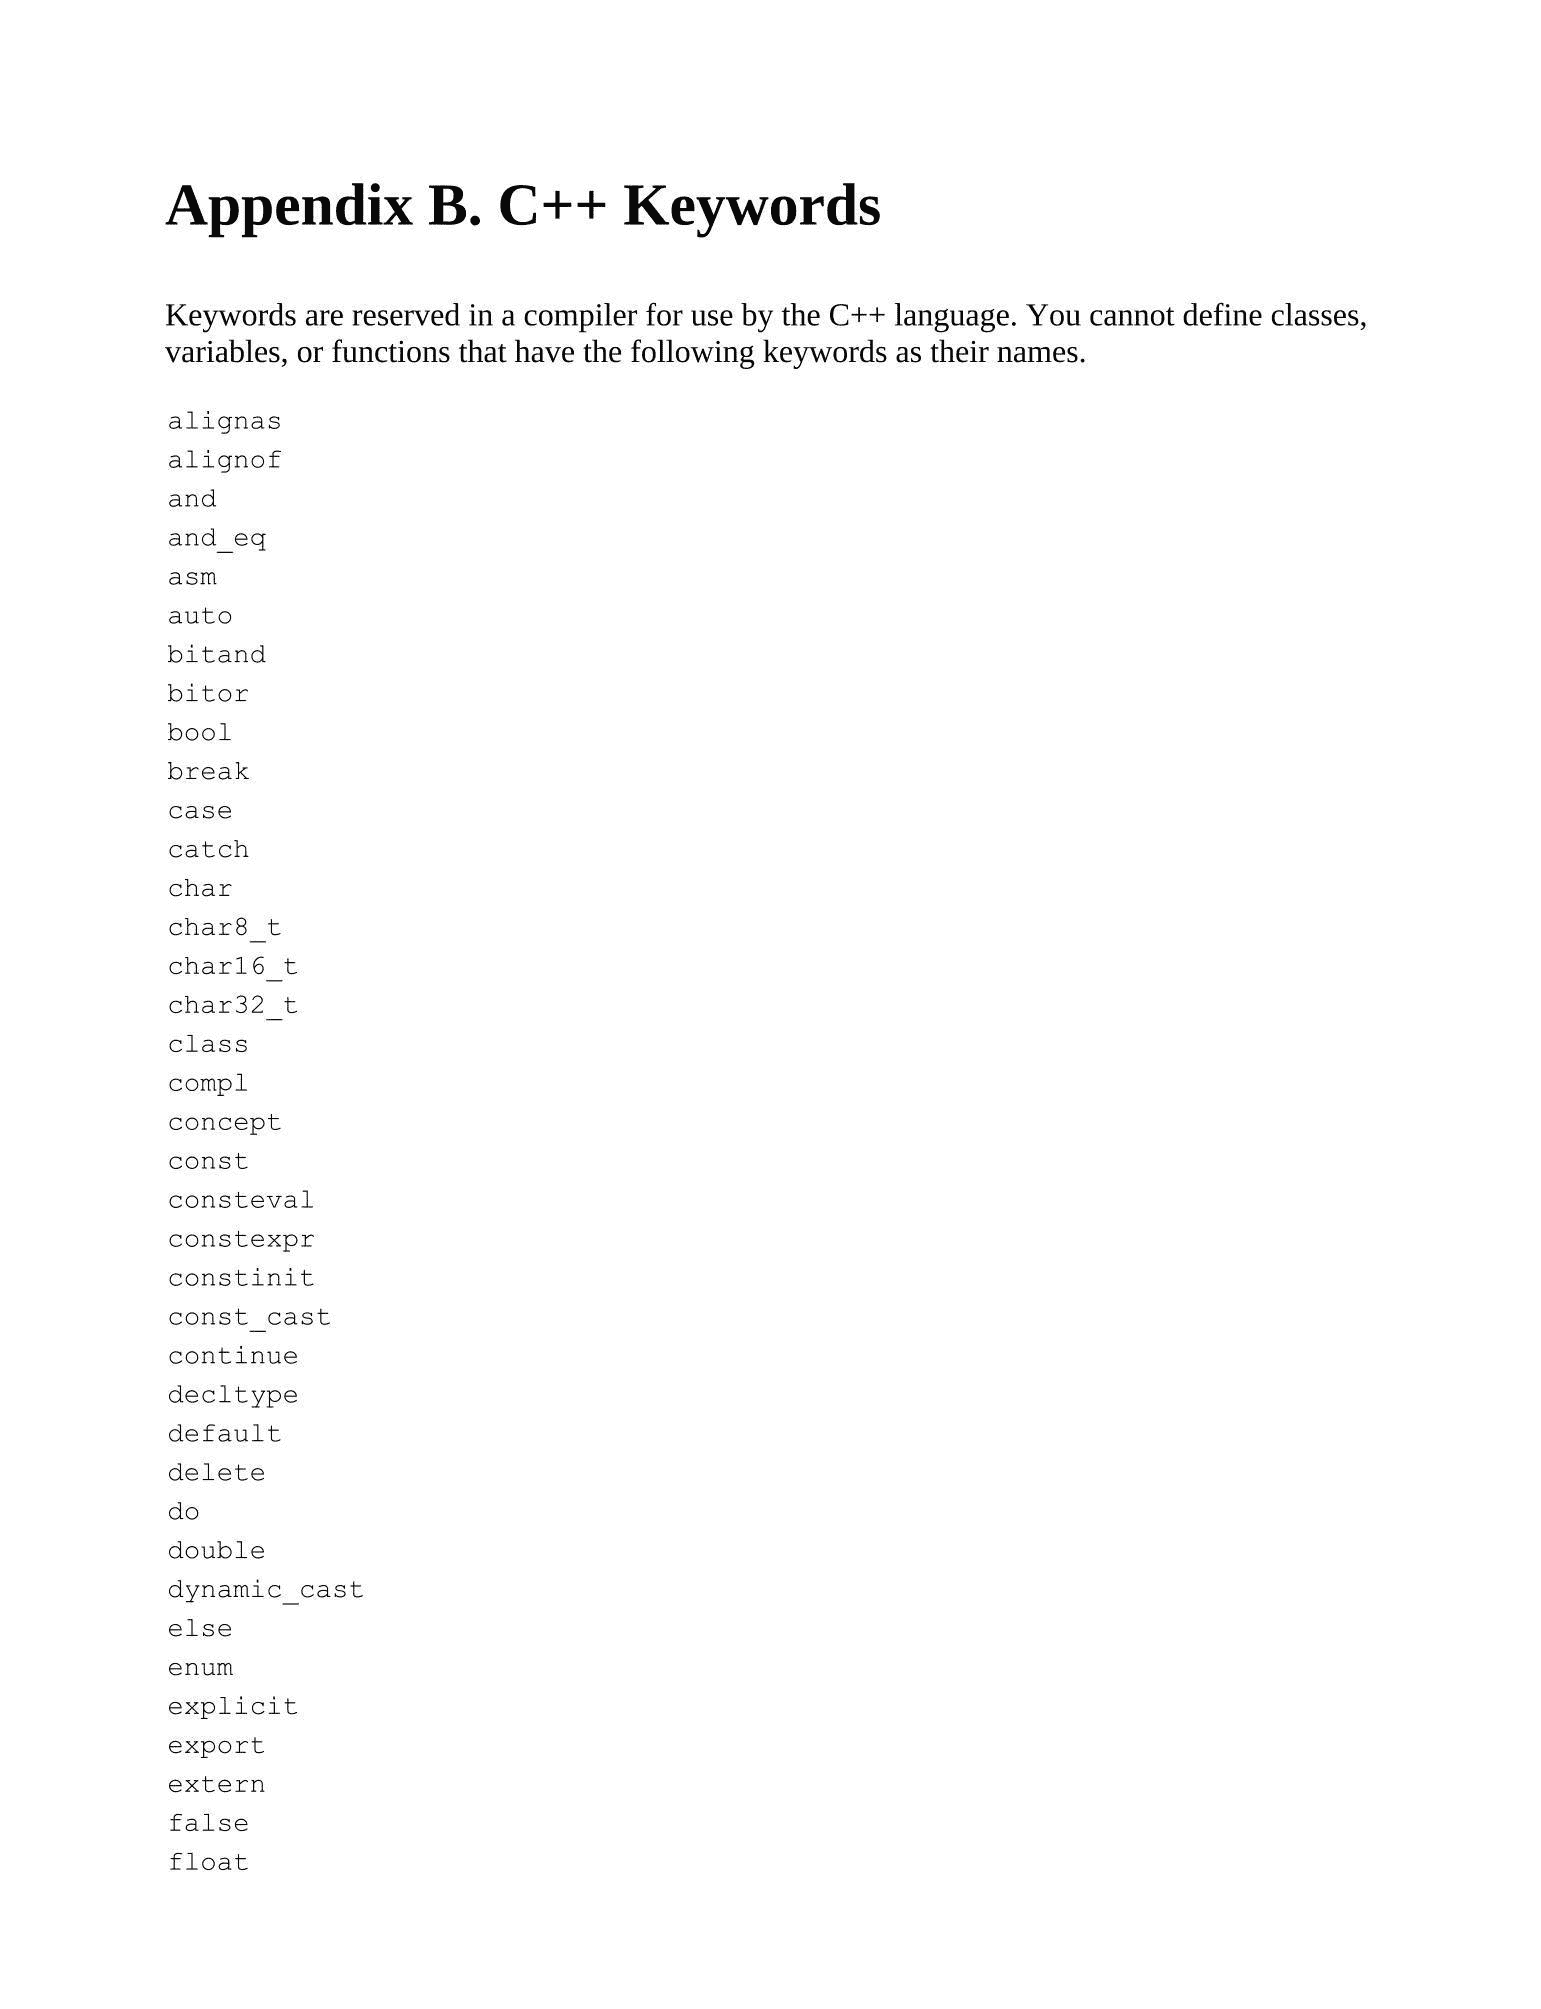 Appendix B. C++ Keywords
Keywords are reserved in a compiler for use by the C++ language. You cannot define classes,
variables, or functions that have the following keywords as their names.
alignas
alignof
and
and_eq
asm
auto
bitand
bitor
bool
break
case
catch
char
char8_t
char16_t
char32_t
class
compl
concept
const
consteval
constexpr
constinit
const_cast
continue
decltype
default
delete
do
double
dynamic_cast
else
enum
explicit
export
extern
false
float